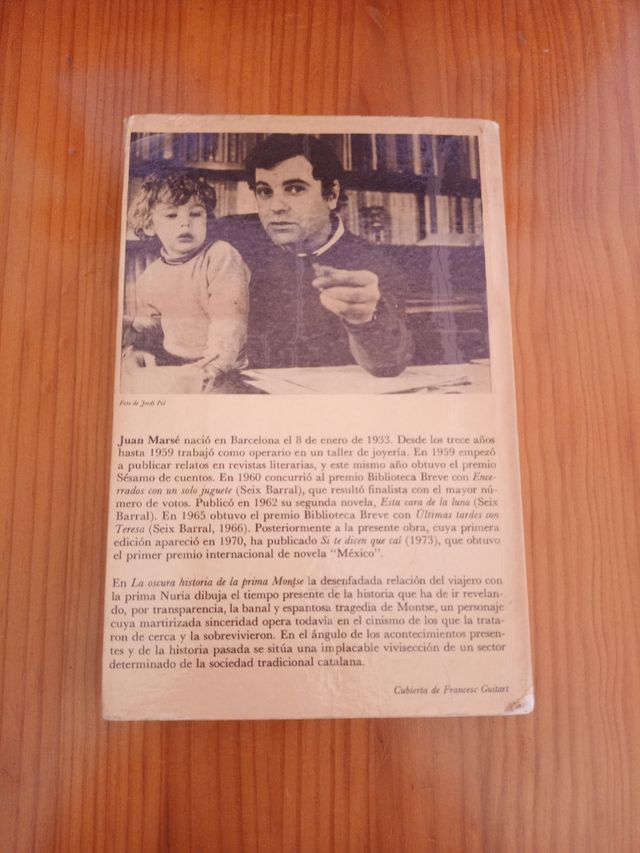 Foto de Jordi Pol
Juan Marsé nació en Barcelona el 8 de enero de 1933. Desde los trece años
hasta 1959 trabajó como operario en un taller de joyería. En 1959 empezó
a publicar relatos en revistas literarias, y este mismo año obtuvo el premio
Sésamo de cuentos. En 1960 concurrió al premio Biblioteca Breve con Ence-
rrados con un solo juguete (Seix Barral), que resultó finalista con el mayor nú-
mero de votos. Publicó en 1962 su segunda novela, Esta cara de la luna (Seix
Barral). En 1965 obtuvo el premio Biblioteca Breve con Últimas tardes con
Teresa (Seix Barral, 1966). Posteriormente a la presente obra, cuya primera
edición apareció en 1970, ha publicado Si te dicen que caí (1973), que obtuvo
el primer premio internacional de novela "México".
En La oscura historia de la prima Montse la desenfadada relación del viajero con
la prima Nuria dibuja el tiempo presente de la historia que ha de ir revelan-
do, por transparencia, la banal y espantosa tragedia de Montse, un personaje
cuya martirizada sinceridad opera todavía en el cinismo de los que la trata-
ron de cerca y la sobrevivieron. En el ángulo de los acontecimientos presen-
tes y de la historia pasada se sitúa una implacable vivisección de un sector
determinado de la sociedad tradicional catalana.
Cubierta de Francesc Guitart